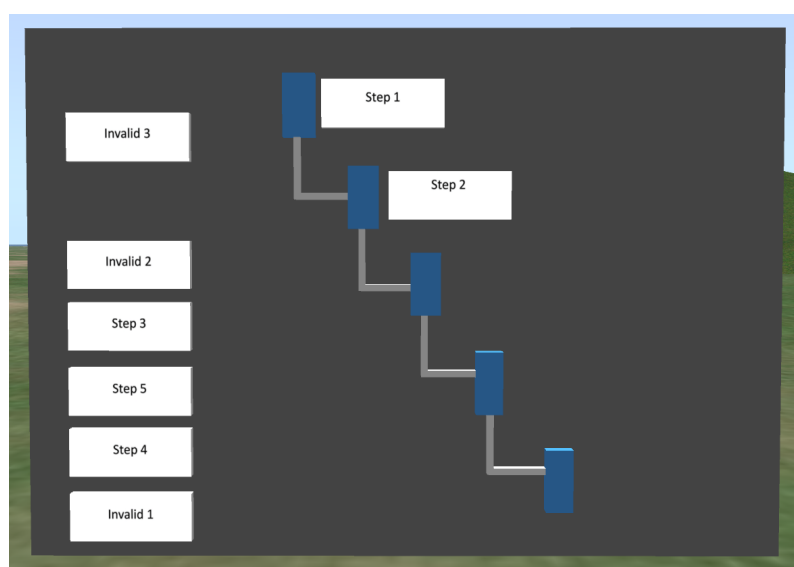 Step 1
Invalid 3
Step 2
Invalid 2
Step 3
Step 5
Step 4
Invalid 1